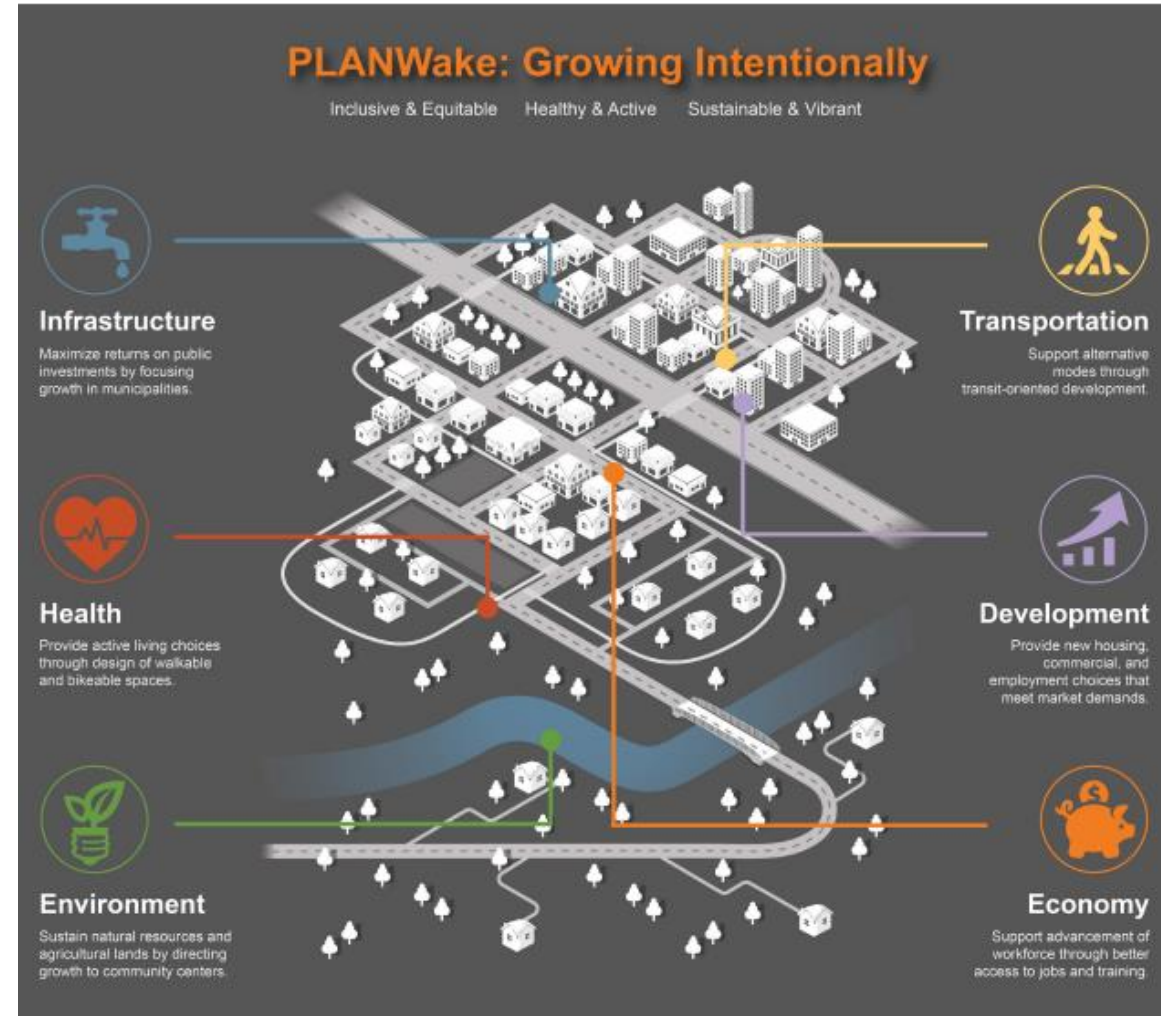 PLANWake: Growing Intentionally
Inclusive & Equitable Healthy & Active Sustainable & Vibrant
Infrastructure
Maximize returns on public
investments by focusing
growth in municipalities.
Transportation
Support alternative
modes through
transit-oriented development.
Health
Provide active living choices
through design of walkable
and bikeable spaces.
Development
Provide new housing,
commercial, and
employment choices that
meet market demands.
Environment
Sustain natural resources and
agricultural lands by directing
growth to community centers.
Economy
Support advancement of
workforce through better
access to jobs and training.